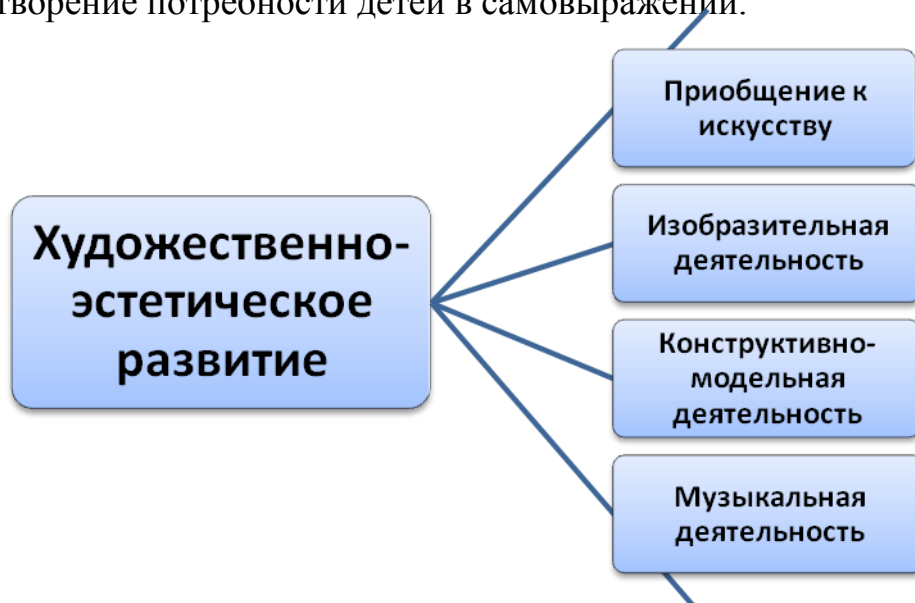 творение потребности детей в самовыражении.
Приобщение к
искусству
Художественно-
эстетическое
развитие
Изобразительная
деятельность
Конструктивно-
модельная
деятельность
Музыкальная
деятельность